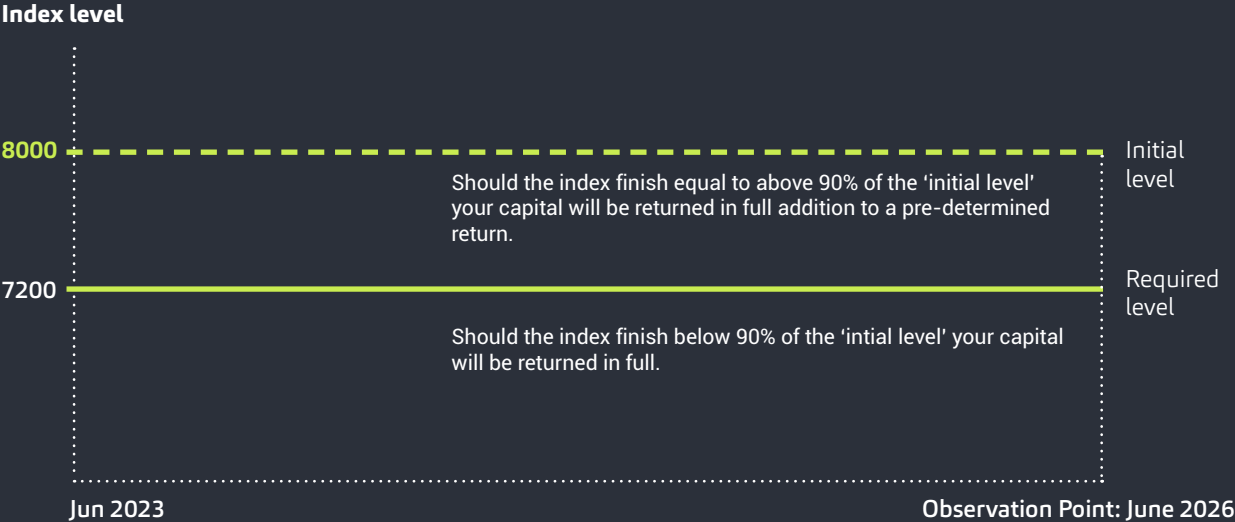 Index level
8000
Initial
level
Should the index finish equal to above 90% of the ‘initial level’
your capital will be returned in full addition to a pre-determined
return.
7200
Required
level
Should the index finish below 90% of the ‘intial level’ your capital
will be returned in full.
Jun 2023
Observation Point: June 2026